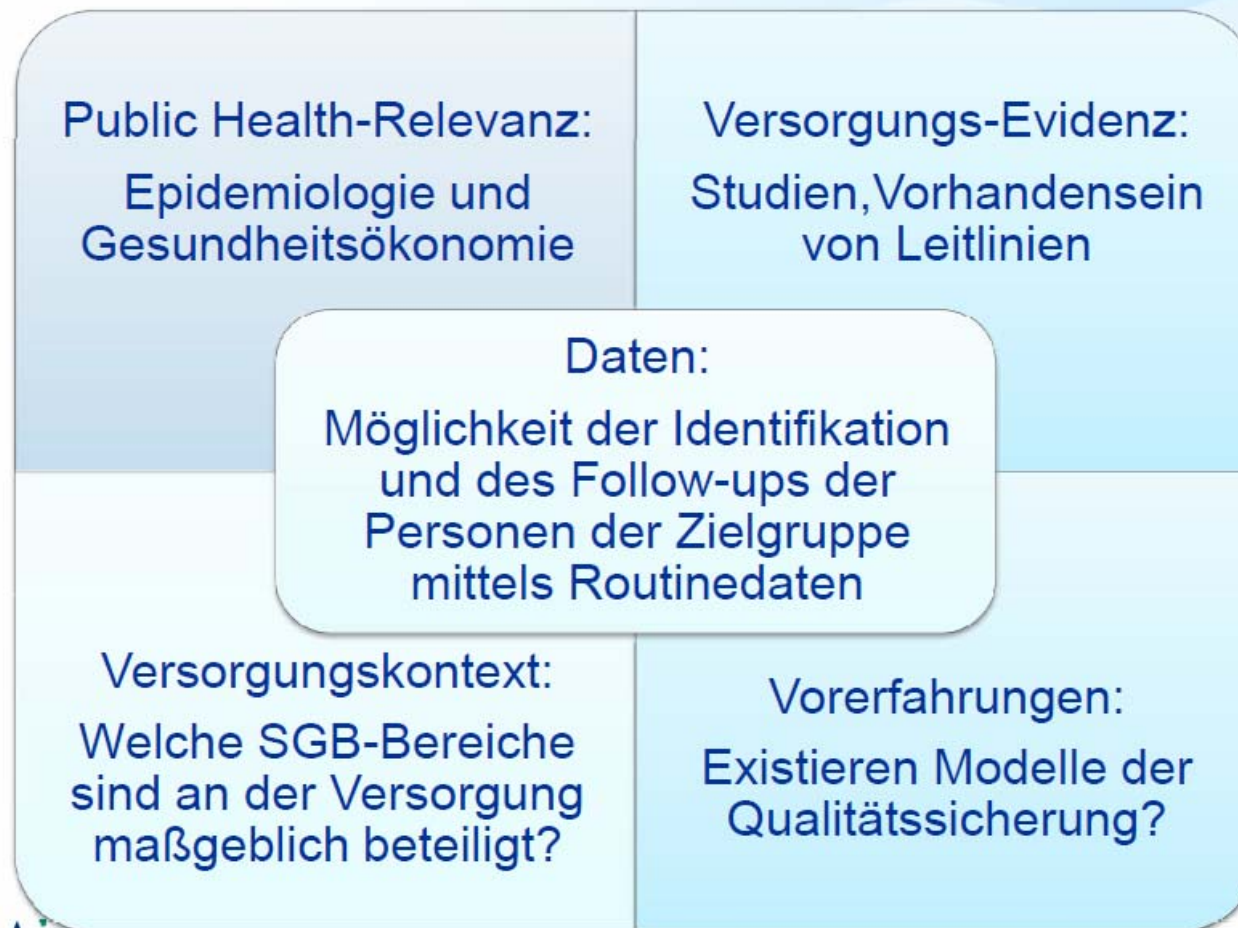 Public Health-Relevanz:
Epidemiologie und
Gesundheitsökonomie
Versorgungs-Evidenz:
Studien,Vorhandensein
von Leitlinien
Daten:
Möglichkeit der Identifikation
und des Follow-ups der
Personen der Zielgruppe
mittels Routinedaten
Versorgungskontext:
Welche SGB-Bereiche
sind an der Versorgung
maßgeblich beteiligt?
Vorerfahrungen:
Existieren Modelle der
Qualitätssicherung?